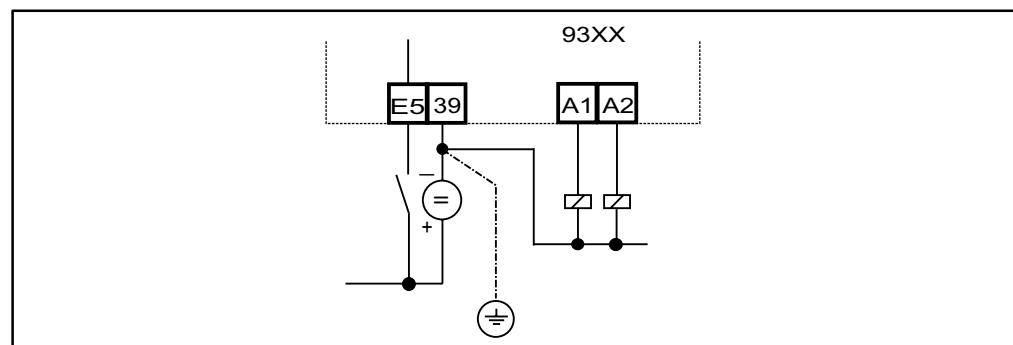 93XX
E5 39 A1 A2
–
=
+